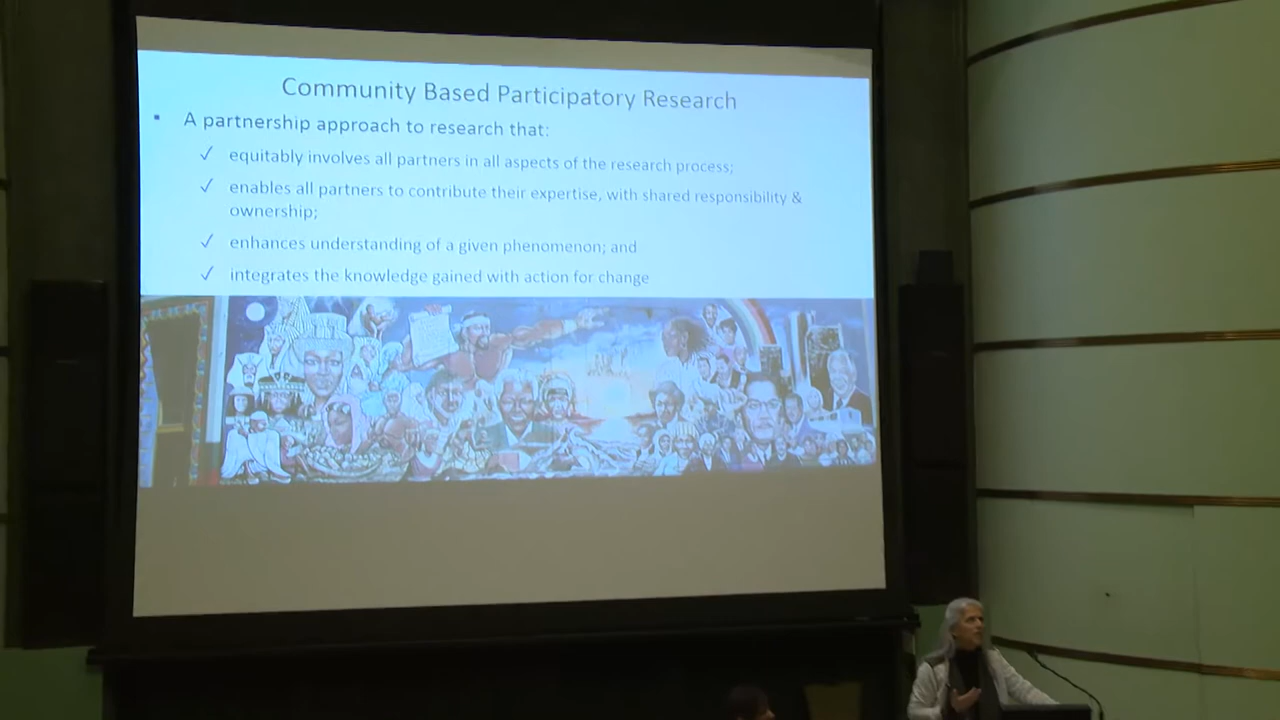 Community Based Participatory Research
▪ A partnership approach to research that:
✓ equitably involves all partners in all aspects of the research process;
✓ enables all partners to contribute their expertise, with shared responsibility &
ownership;
✓ enhances understanding of a given phenomenon; and
✓ integrates the knowledge gained with action for change